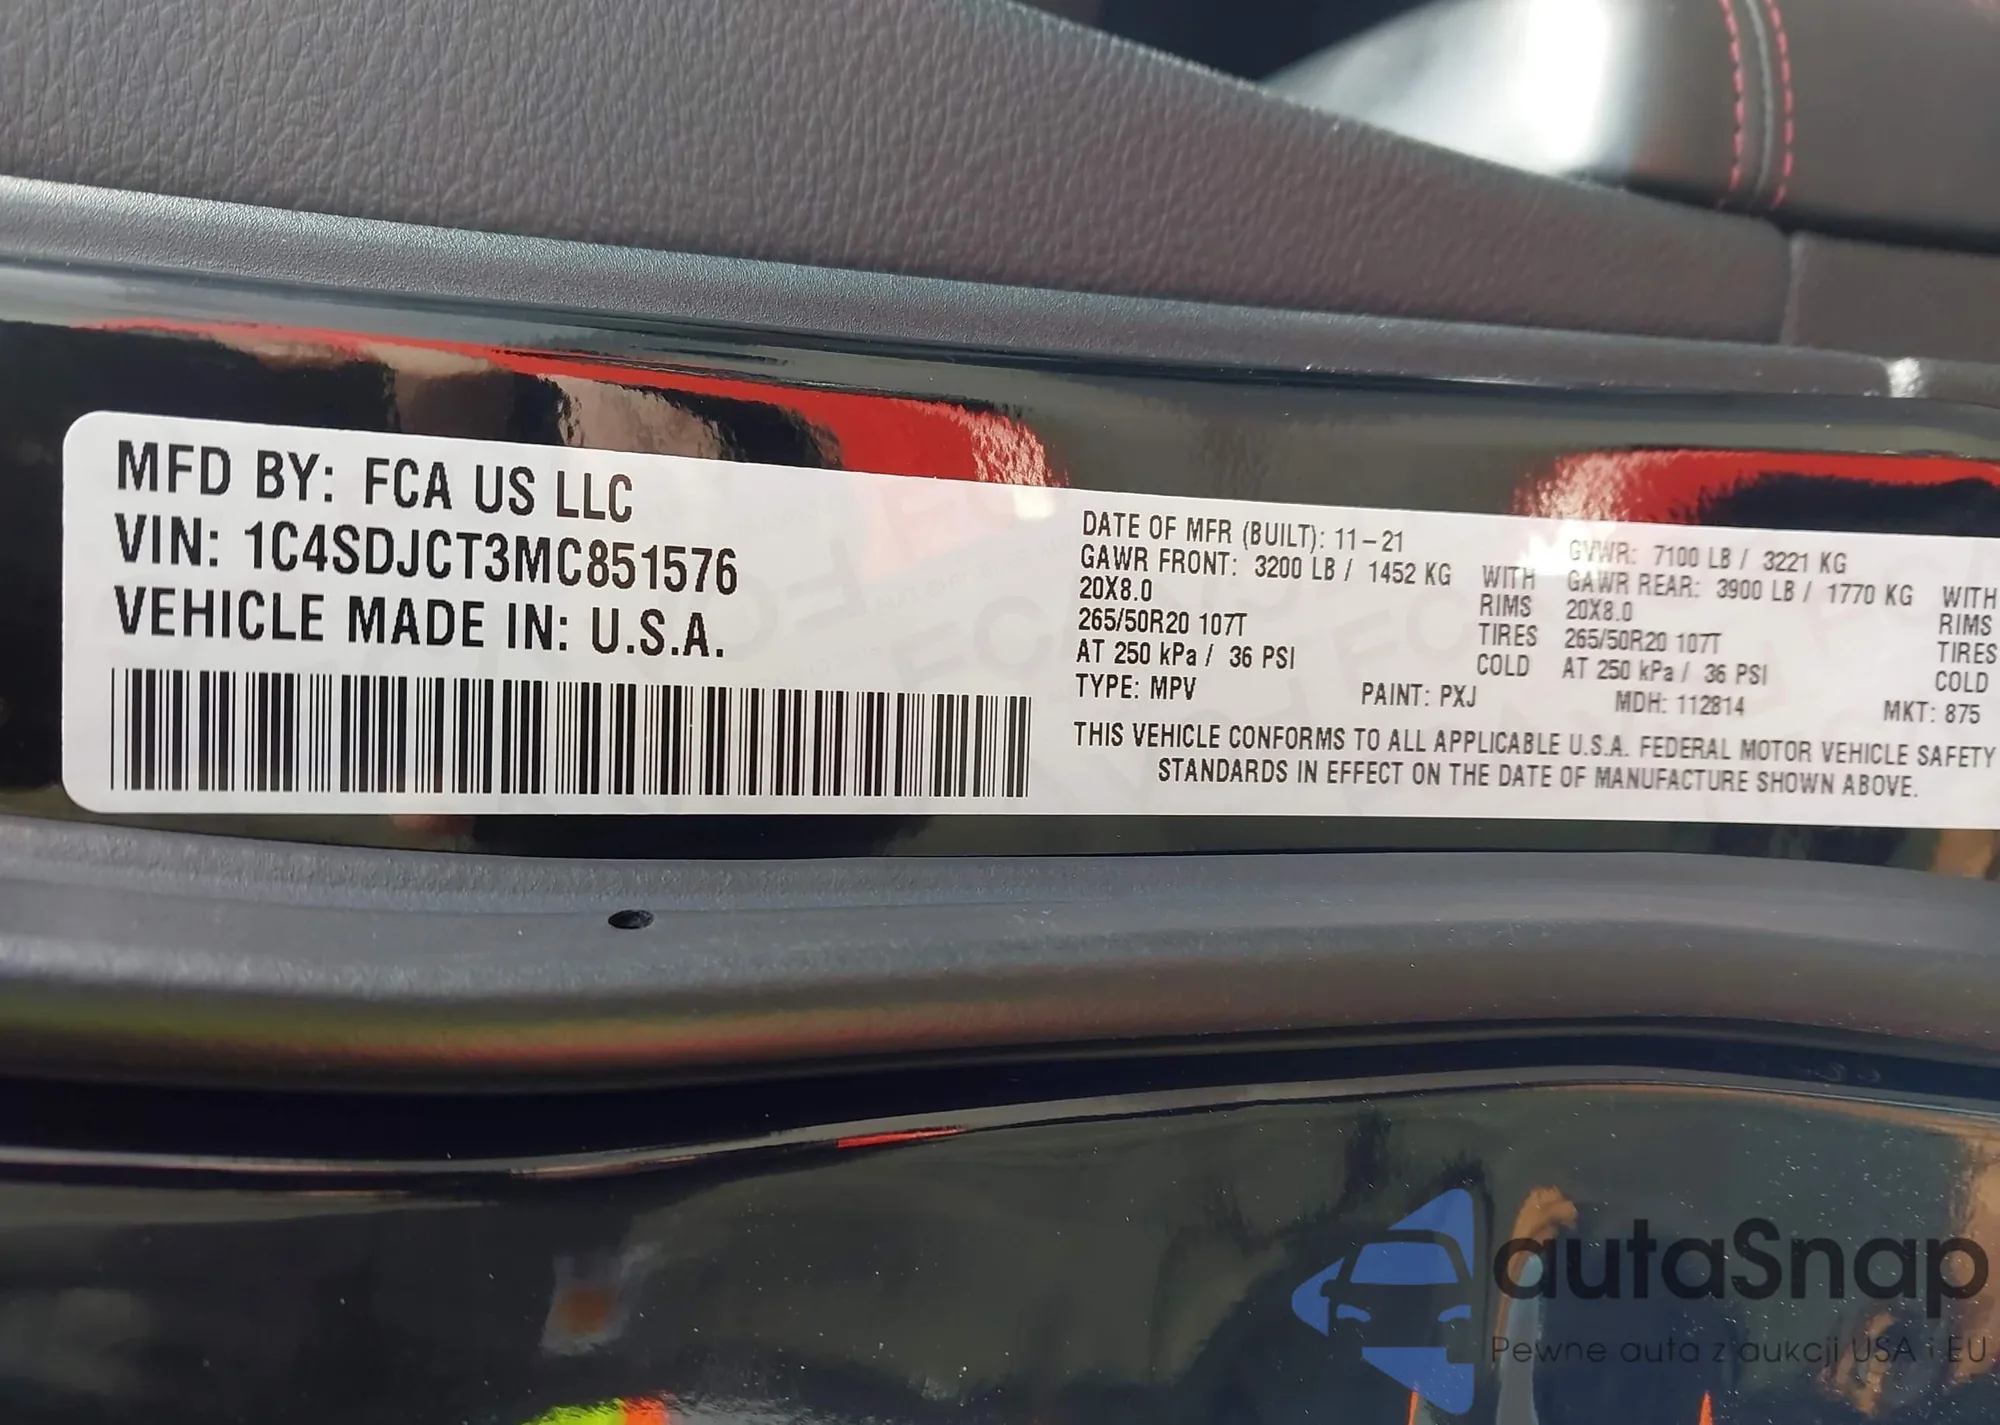 MFD BY: FCA US LLC
VIN: 1C4SDJCT3MC851576
VEHICLE MADE IN: U.S.A.
DATE OF MFR (BUILT): 11-21 GVWR: 7100 LB / 3221 KG
GAWR FRONT: 3200 LB / 1452 KG WITH GAWR REAR: 3900 LB / 1770 KG WITH
20X8.0 RIMS 20X8.0 RIMS
265/50R20 107T TIRES 265/50R20 107T TIRES
AT 250 kPa / 36 PSI COLD AT 250 kPa / 36 PSI COLD
TYPE: MPV PAINT: PXJ MDH: 112814 MKT: 875
THIS VEHICLE CONFORMS TO ALL APPLICABLE U.S.A. FEDERAL MOTOR VEHICLE SAFETY
STANDARDS IN EFFECT ON THE DATE OF MANUFACTURE SHOWN ABOVE.
autaSnap
Pewne auta z aukcji USA i EU